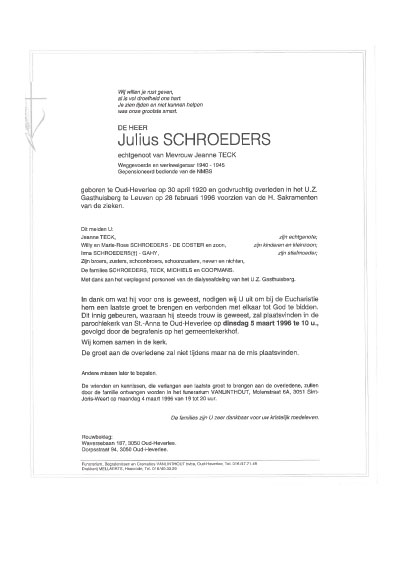 Wij willen je rust geven,
al is vol droefheid ons hart
Je zien lijden en niet kunnen helpen
was onze grootste smart.
DE HEER
Julius SCHROEDERS
echtgenoot van Mevrouw Jeanne TECK
Weggevoerde en werkweigeraar 1940 - 1945
Gepensioneerd bediende van de NMBS
geboren te Oud-Heverlee op 30 april 1920 en godvruchtig overleden in het U.Z.
Gasthuisberg te Leuven op 28 februari 1996 voorzien van de H. Sakramenten
van de zieken.
Dit melden U :
Jeanne TECK, zijn echtgenote;
Willy en Marie-Rose SCHROEDERS - DE COSTER en zoon, zijn kinderen en kleinzoon;
Irma SCHROEDERS(†) - GAHY, zijn stiefmoeder;
Zijn broers, zusters, schoonbroers, schoonzusters, neven en nichten,
De families SCHROEDERS, TECK, MICHIELS en COOPMANS.
Met dank aan het verplegend personeel van de dialyseafdeling van het U.Z. Gasthuisberg.
In dank om wat hij voor ons is geweest, nodigen wij U uit om bij de Eucharistie
hem een laatste groet te brengen en verbonden met elkaar tot God te bidden.
Dit innig gebeuren, waaraan hij steeds trouw is geweest, zal plaatsvinden in de
parochiekerk van St.-Anna te Oud-Heverlee op dinsdag 5 maart 1996 te 10 u.,
gevolgd door de begrafenis op het gemeentekerkhof.
Wij komen samen in de kerk.
De groet aan de overledene zal niet tijdens maar na de mis plaatsvinden.
Andere missen later te bepalen.
De vrienden en kennissen, die verlangen een laatste groet te brengen aan de overledene, zullen
door de familie ontvangen worden in het funerarium VANLINTHOUT, Molenstraat 6A, 3051 Sint-
Joris-Weert op maandag 4 maart 1996 van 19 tot 20 uur.
De families zijn U zeer dankbaar voor uw kristelijk medeleven.
Rouwbeklag:
Waversebaan 187, 3050 Oud-Heverlee.
Dorpsstraat 94, 3050 Oud-Heverlee.
Funerarium, Begrafenissen en Crematies VANLINTHOUT bvba, Oud-Heverlee, Tel. 016/47.71.49